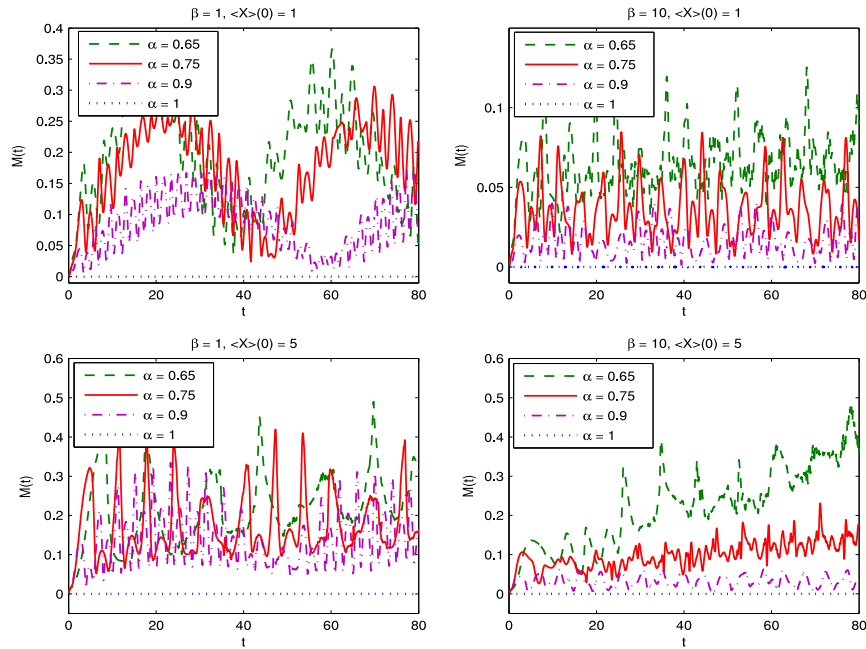 β = 1, <X>(0) = 1
M(t)
0.4
0.35
0.3
0.25
0.2
0.15
0.1
0.05
0
α = 0.65
α = 0.75
α = 0.9
α = 1
0 20 40 60 80
t
β = 10, <X>(0) = 1
M(t)
0.1
0.05
0
α = 0.65
α = 0.75
α = 0.9
α = 1
0 20 40 60 80
t
β = 1, <X>(0) = 5
M(t)
0.6
0.5
0.4
0.3
0.2
0.1
0
α = 0.65
α = 0.75
α = 0.9
α = 1
0 20 40 60 80
t
β = 10, <X>(0) = 5
M(t)
0.6
0.5
0.4
0.3
0.2
0.1
0
α = 0.65
α = 0.75
α = 0.9
α = 1
0 20 40 60 80
t